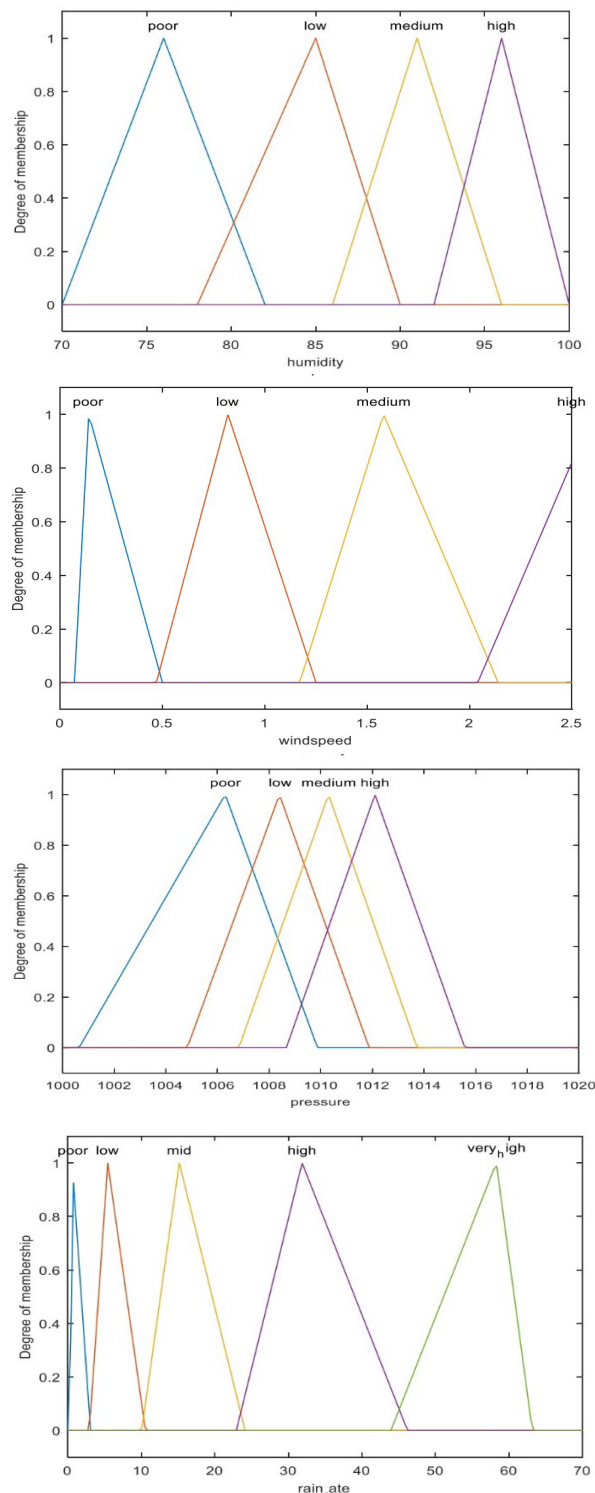 poor low medium high
1
0.8
0.6
0.4
0.2
0
Degree of membership
70 75 80 85 90 95 100
humidity
poor low medium high
1
0.8
0.6
0.4
0.2
0
Degree of membership
0 0.5 1 1.5 2 2.5
windspeed
poor low medium high
1
0.8
0.6
0.4
0.2
0
Degree of membership
1000 1002 1004 1006 1008 1010 1012 1014 1016 1018 1020
pressure
poor low mid high very_high
1
0.8
0.6
0.4
0.2
0
Degree of membership
0 10 20 30 40 50 60 70
rain.ate